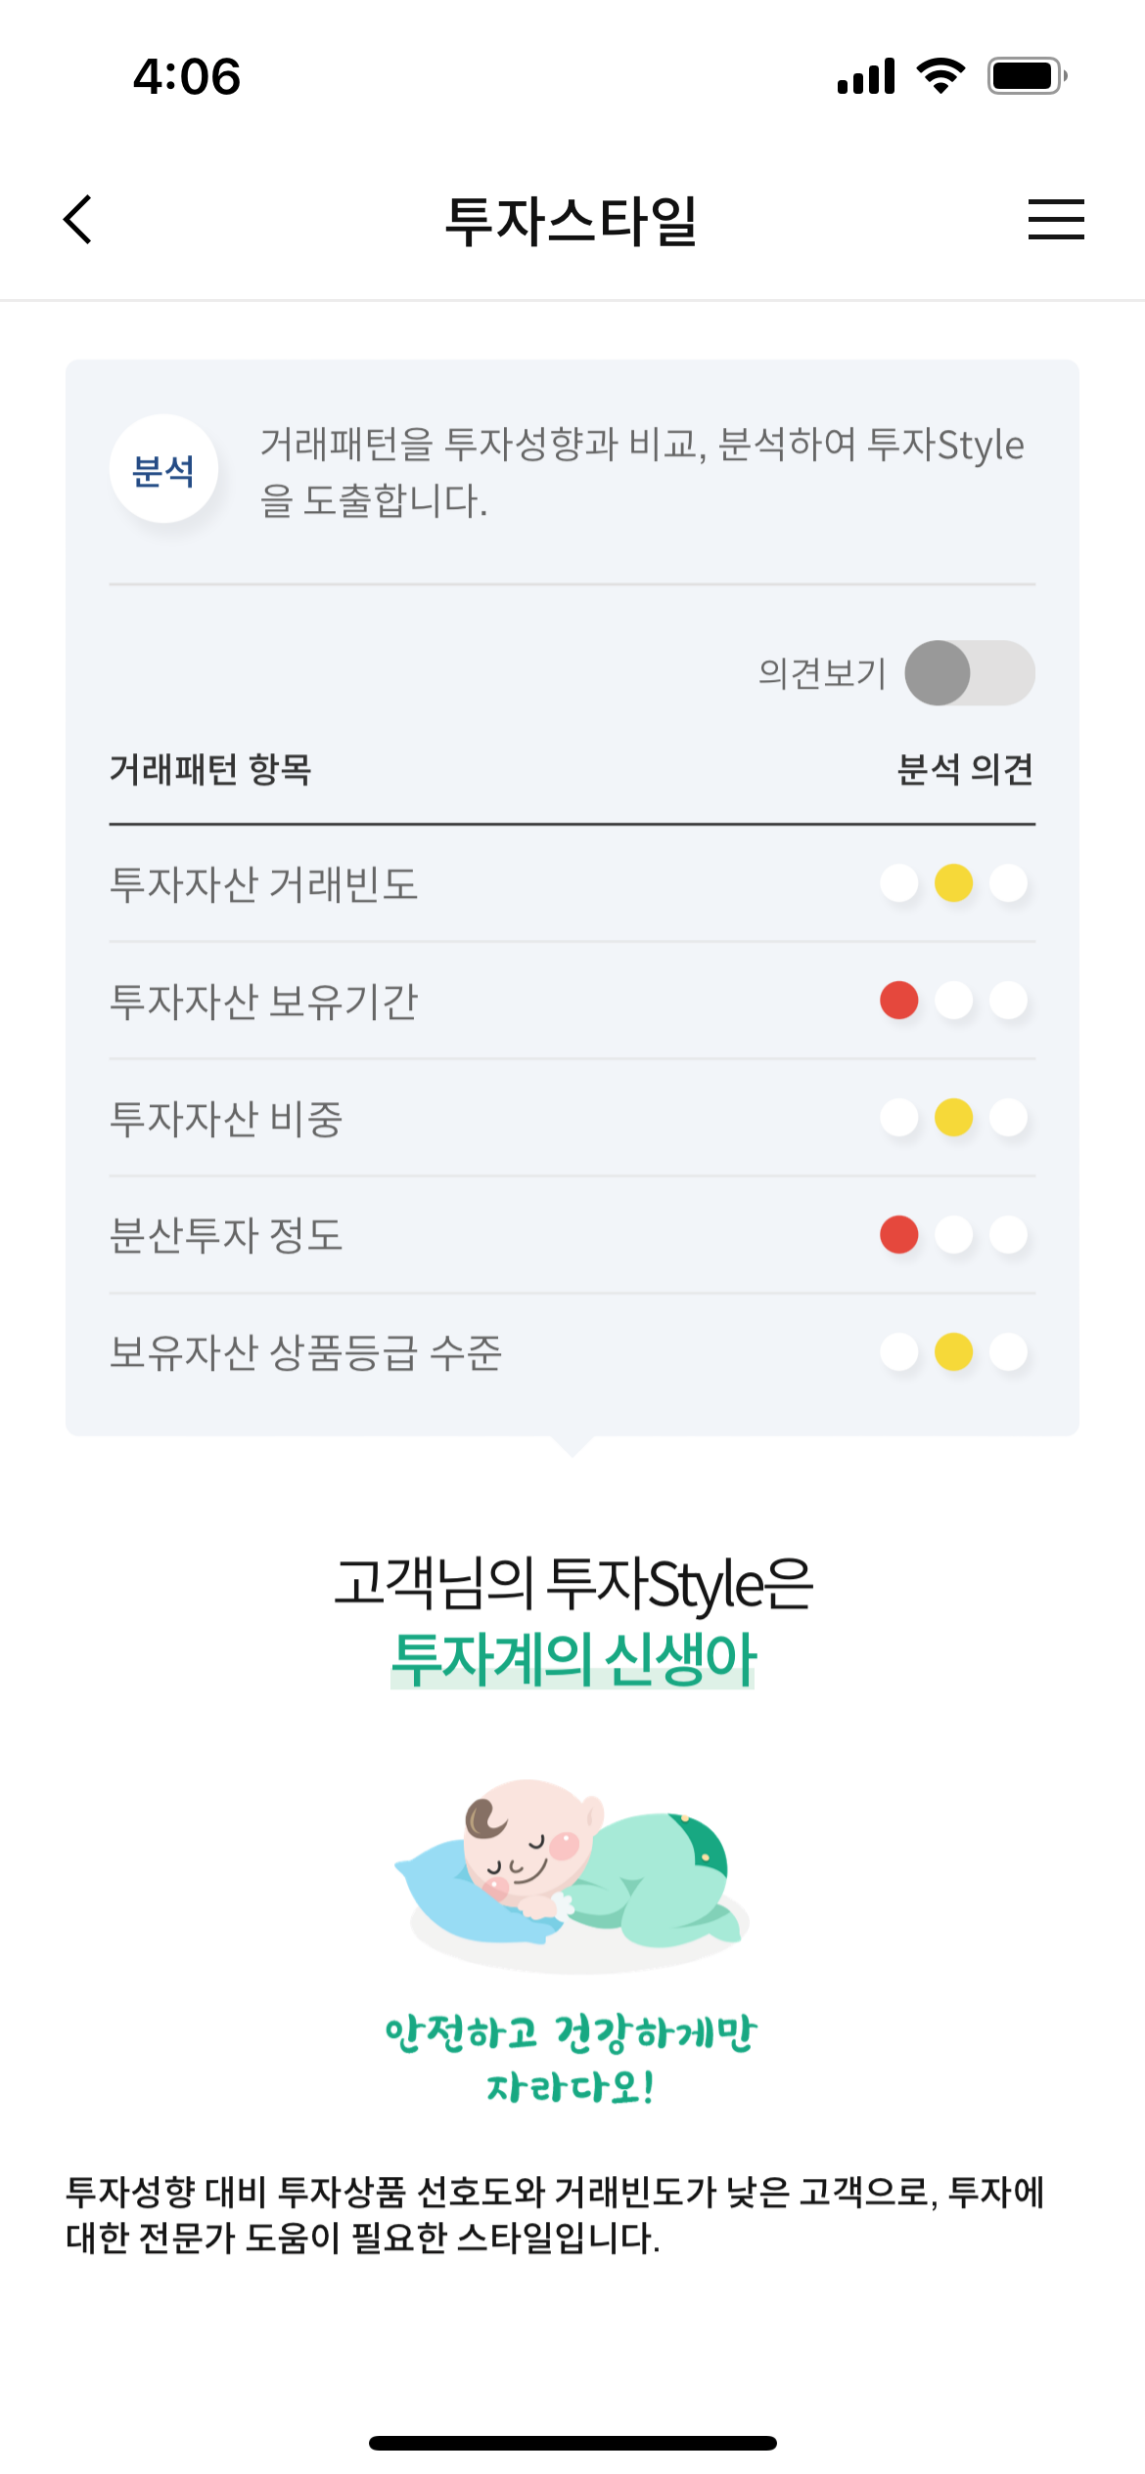 4:06
투자스타일
분석
거래패턴을 투자성향과 비교, 분석하여 투자Style
을 도출합니다.
의견보기
거래패턴 항목
분석 의견
투자자산 거래빈도
투자자산 보유기간
투자자산 비중
분산투자 정도
보유자산 상품등급 수준
고객님의 투자Style은
투자계의 신생아
안전하고 건강하게만
자라다오!
투자성향 대비 투자상품 선호도와 거래빈도가 낮은 고객으로, 투자에
대한 전문가 도움이 필요한 스타일입니다.